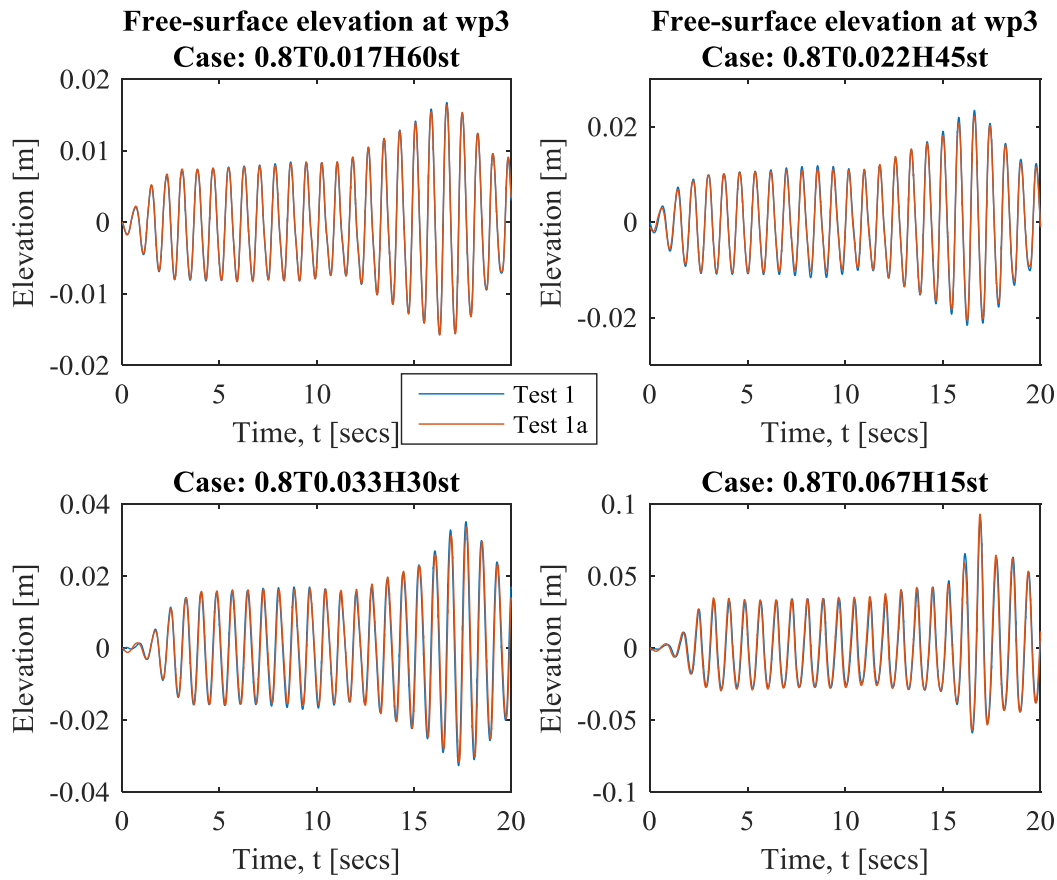 Free-surface elevation at wp3
Case: 0.8T0.017H60st
0.02
0.01
0
-0.01
-0.02
Elevation [m]
0
5
10
15
20
Time, t [secs]
Free-surface elevation at wp3
Case: 0.8T0.022H45st
0.02
0
-0.02
Elevation [m]
0
5
10
15
20
Time, t [secs]
Test 1
Test 1a
Case: 0.8T0.033H30st
0.04
0.02
0
-0.02
-0.04
Elevation [m]
0
5
10
15
20
Time, t [secs]
Case: 0.8T0.067H15st
0.1
0.05
0
-0.05
-0.1
Elevation [m]
0
5
10
15
20
Time, t [secs]